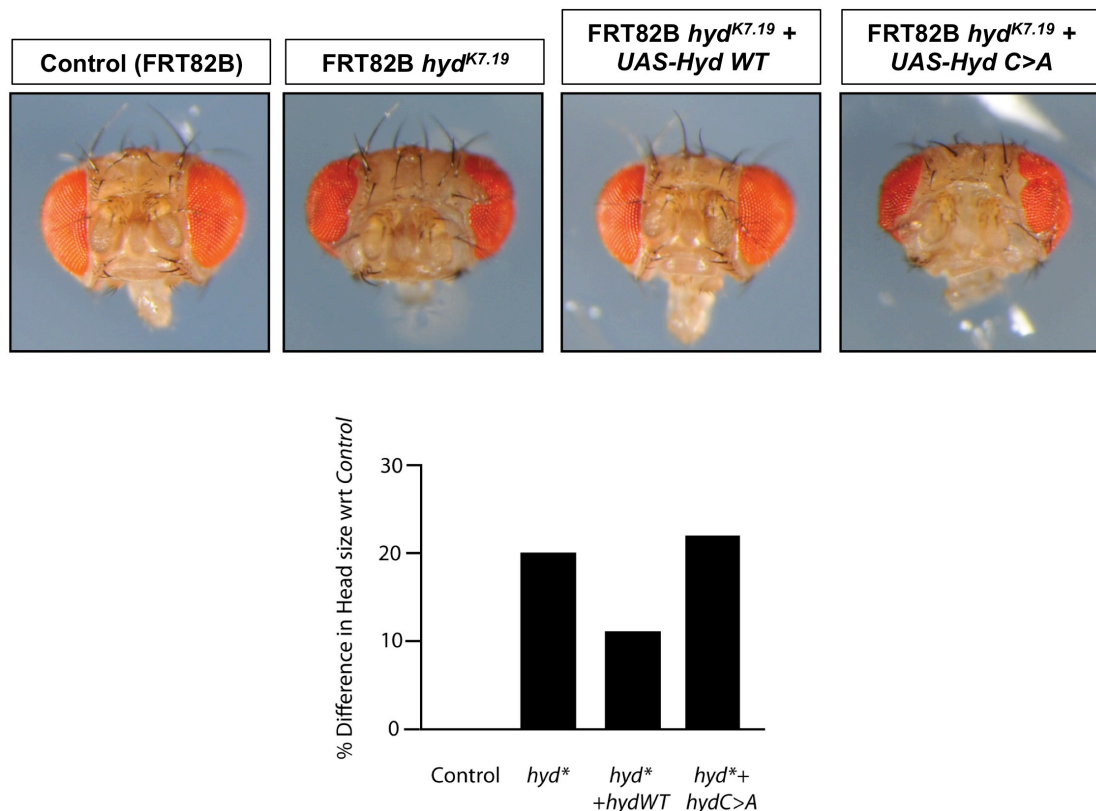 Control (FRT82B)
FRT82B hydK7.19
FRT82B hydK7.19 +
UAS-Hyd WT
FRT82B hydK7.19 +
UAS-Hyd C>A
% Difference in Head size wrt Control
30
20
10
0
Control
hyd*
hyd*
+hydWT
hyd*+
hydC>A